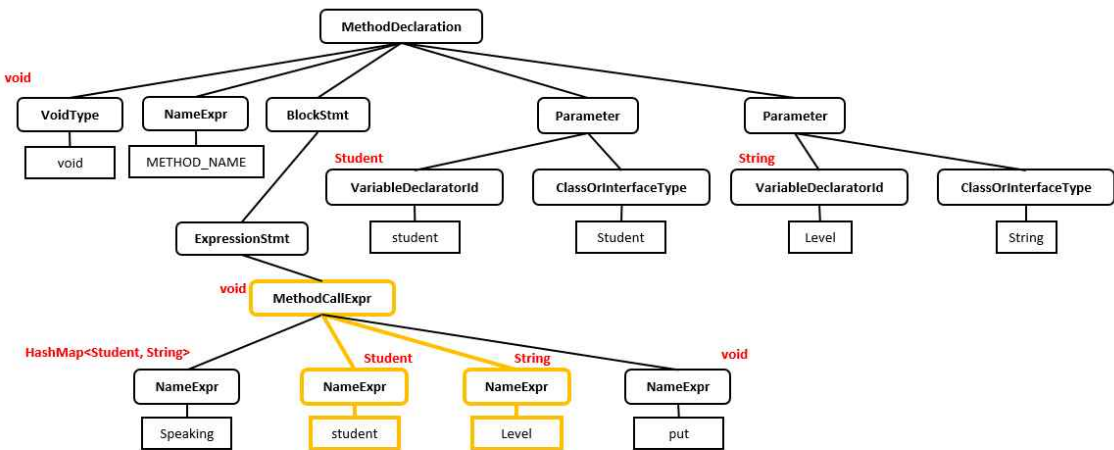 MethodDeclaration
void
VoidType
NameExpr
BlockStmt
Parameter
Parameter
void
METHOD_NAME
Student
String
VariableDeclaratorId
ClassOrInterfaceType
VariableDeclaratorId
ClassOrInterfaceType
student
Student
Level
String
ExpressionStmt
void
MethodCallExpr
HashMap<Student, String>
Student
String
void
NameExpr
NameExpr
NameExpr
NameExpr
Speaking
student
Level
put